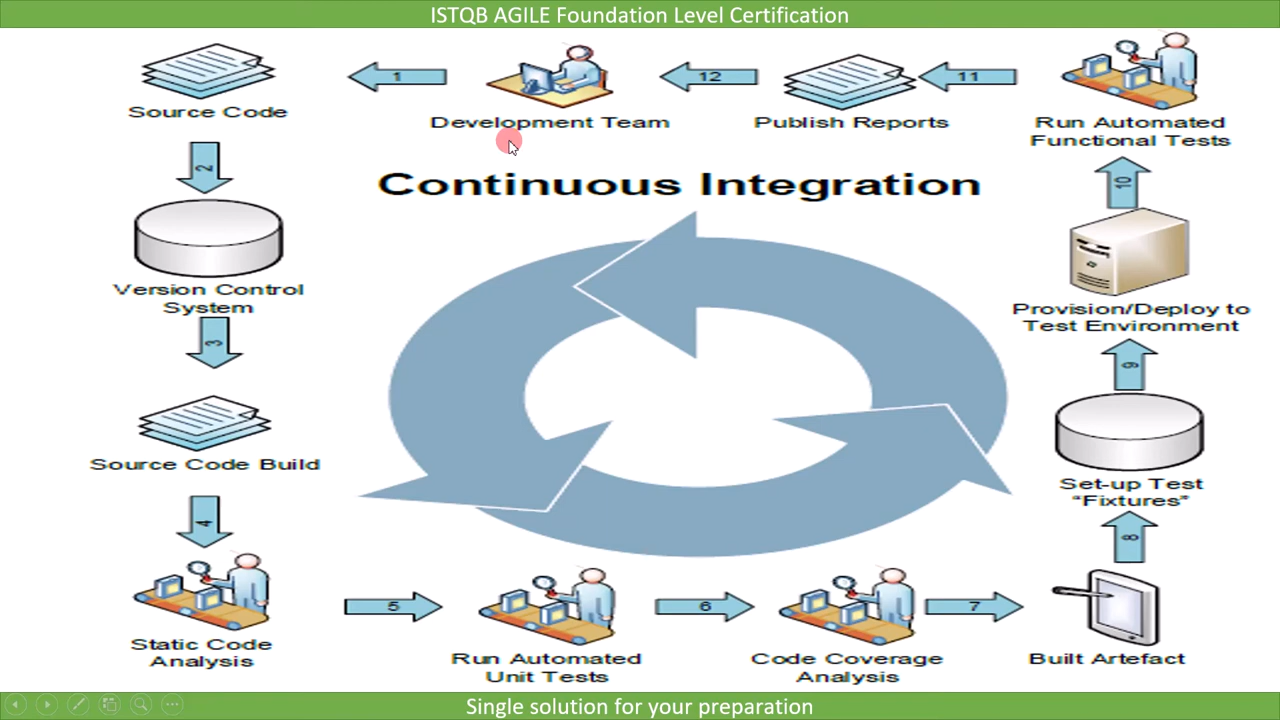 ISTQB AGILE Foundation Level Certification
Source Code
1
Development Team
12
Publish Reports
11
Run Automated
Functional Tests
2
Continuous Integration
10
Version Control
System
Provision/Deploy to
Test Environment
3
9
Source Code Build
Set-up Test
“Fixtures”
4
8
Static Code
Analysis
5
Run Automated
Unit Tests
6
Code Coverage
Analysis
7
Built Artefact
Single solution for your preparation